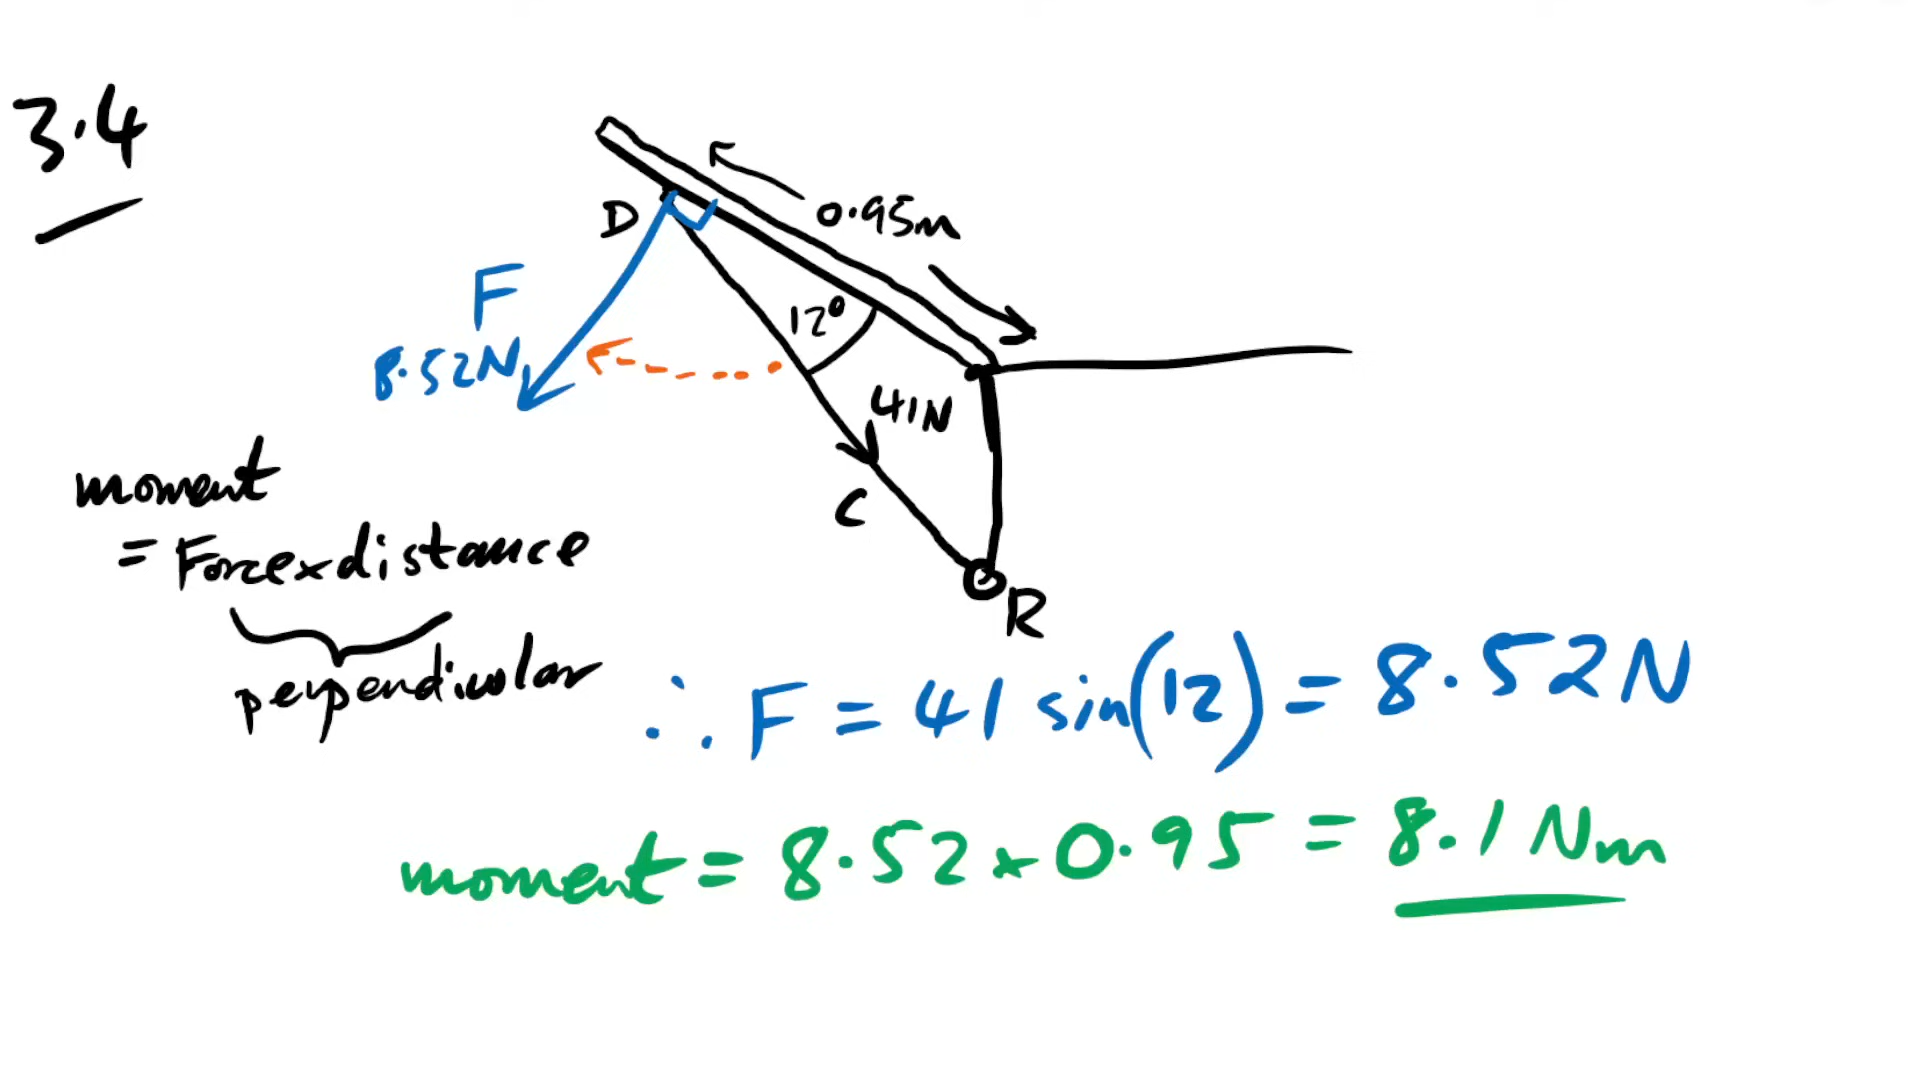 3.4
0.95m
D
F
12°
8.52N
41N
moment
C
= Force×distance
R
perpendicular
∴ F = 41 sin(12) = 8.52N
moment = 8.52 × 0.95 = 8.1 Nm